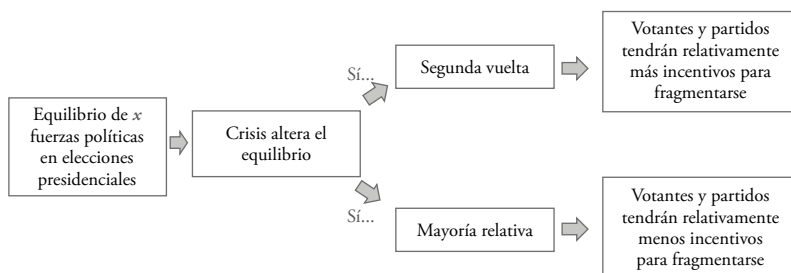 Equilibrio de x
fuerzas políticas
en elecciones
presidenciales
Crisis altera el
equilibrio
Sí...
Segunda vuelta
Votantes y partidos
tendrán relativamente
más incentivos para
fragmentarse
Sí...
Mayoría relativa
Votantes y partidos
tendrán relativamente
menos incentivos
para fragmentarse